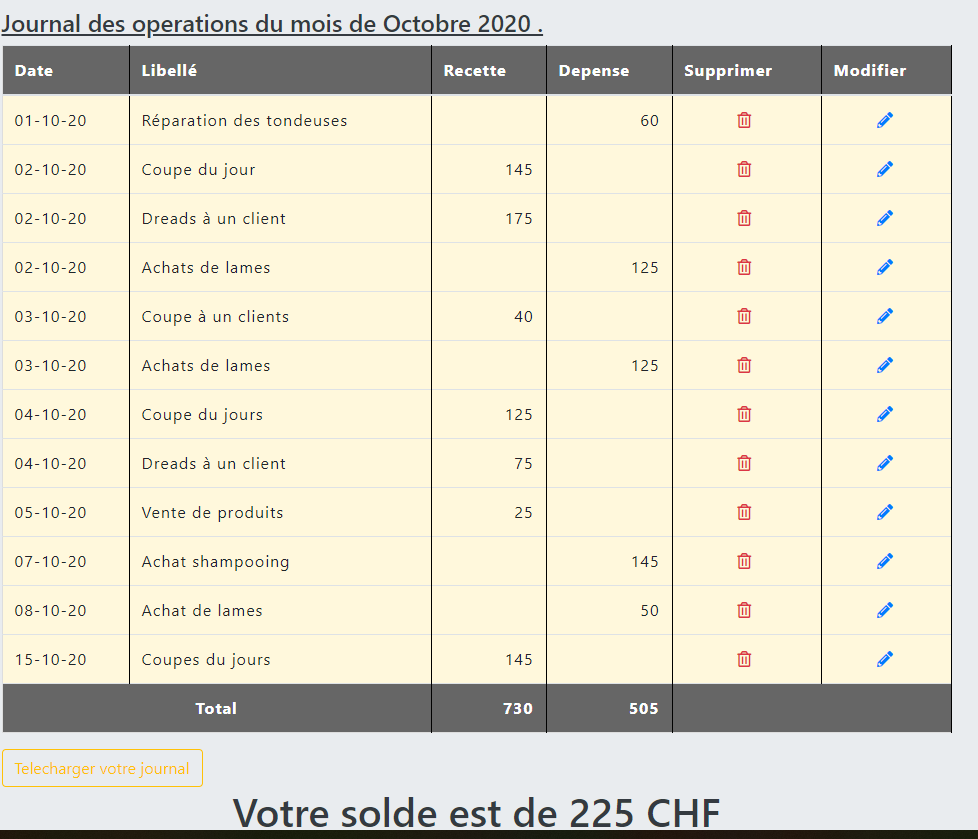 Journal des operations du mois de Octobre 2020 .
Date Libellé Recette Depense Supprimer Modifier
01-10-20 Réparation des tondeuses 60
02-10-20 Coupe du jour 145
02-10-20 Dreads à un client 175
02-10-20 Achats de lames 125
03-10-20 Coupe à un clients 40
03-10-20 Achats de lames 125
04-10-20 Coupe du jours 125
04-10-20 Dreads à un client 75
05-10-20 Vente de produits 25
07-10-20 Achat shampooing 145
08-10-20 Achat de lames 50
15-10-20 Coupes du jours 145
Total 730 505
Telecharger votre journal
Votre solde est de 225 CHF